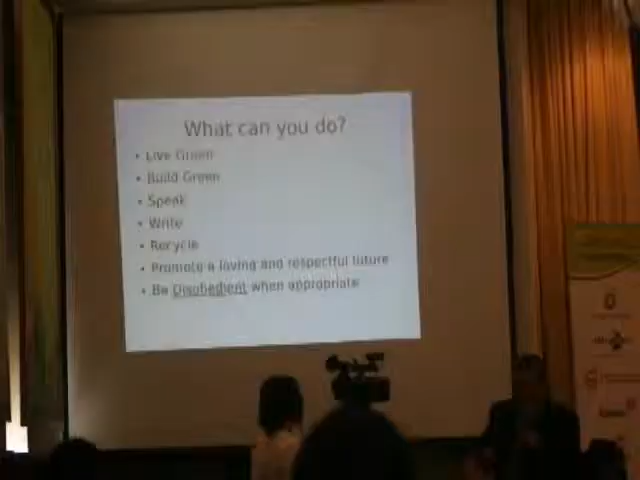 What can you do?
• Live Green
• Build Green
• Speak
• Write
• Recycle
• Promote a loving and respectful future
• Be Disobedient when appropriate